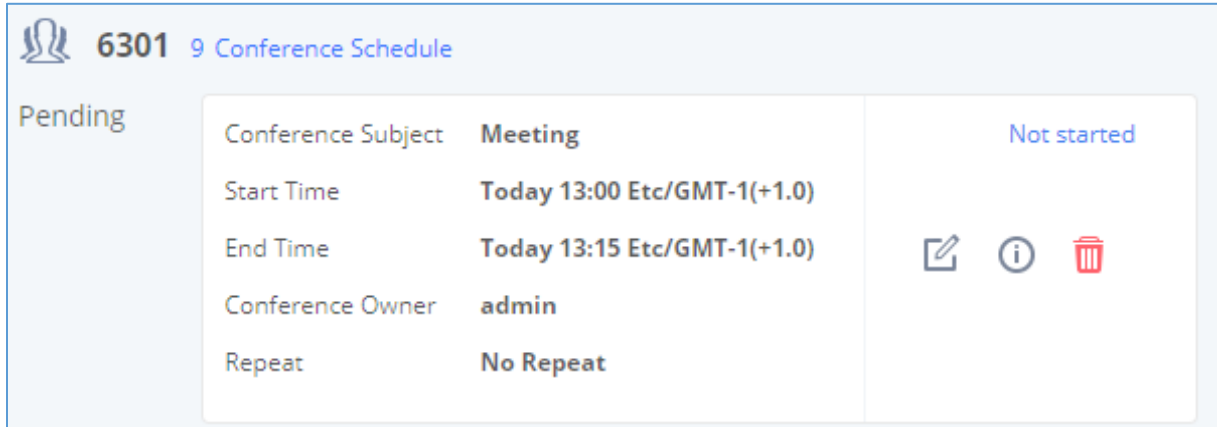 6301 9 Conference Schedule
Pending
Conference Subject Meeting Not started
Start Time Today 13:00 Etc/GMT-1(+1.0)
End Time Today 13:15 Etc/GMT-1(+1.0)
Conference Owner admin
Repeat No Repeat